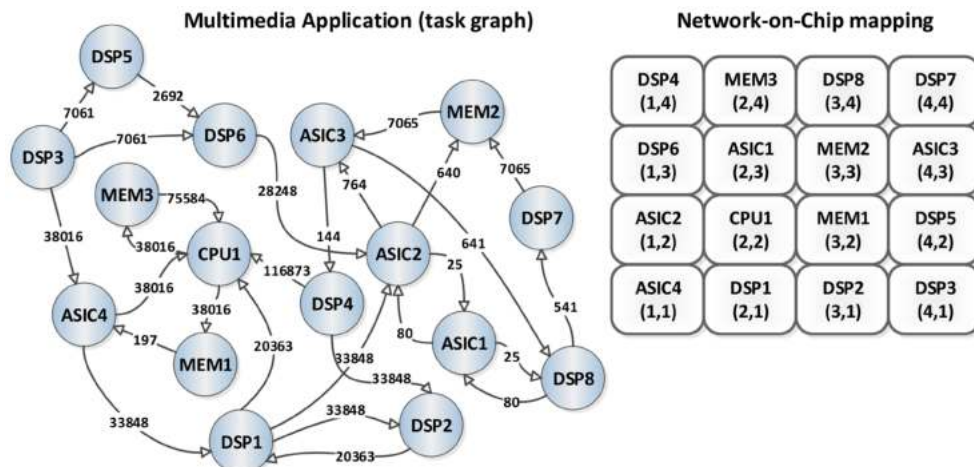 Multimedia Application (task graph)
Network-on-Chip mapping
DSP5
7061
2692
DSP3
7061
DSP6
28248
MEM3
75584
38016
CPU1
38016
38016
38016
ASIC4
197
MEM1
20363
33848
DSP1
33848
33848
20363
DSP2
33848
DSP4
116873
144
ASIC3
764
7065
MEM2
640
641
ASIC2
25
80
ASIC1
25
80
DSP8
541
DSP7
7065
DSP4 MEM3 DSP8 DSP7
(1,4) (2,4) (3,4) (4,4)
DSP6 ASIC1 MEM2 ASIC3
(1,3) (2,3) (3,3) (4,3)
ASIC2 CPU1 MEM1 DSP5
(1,2) (2,2) (3,2) (4,2)
ASIC4 DSP1 DSP2 DSP3
(1,1) (2,1) (3,1) (4,1)